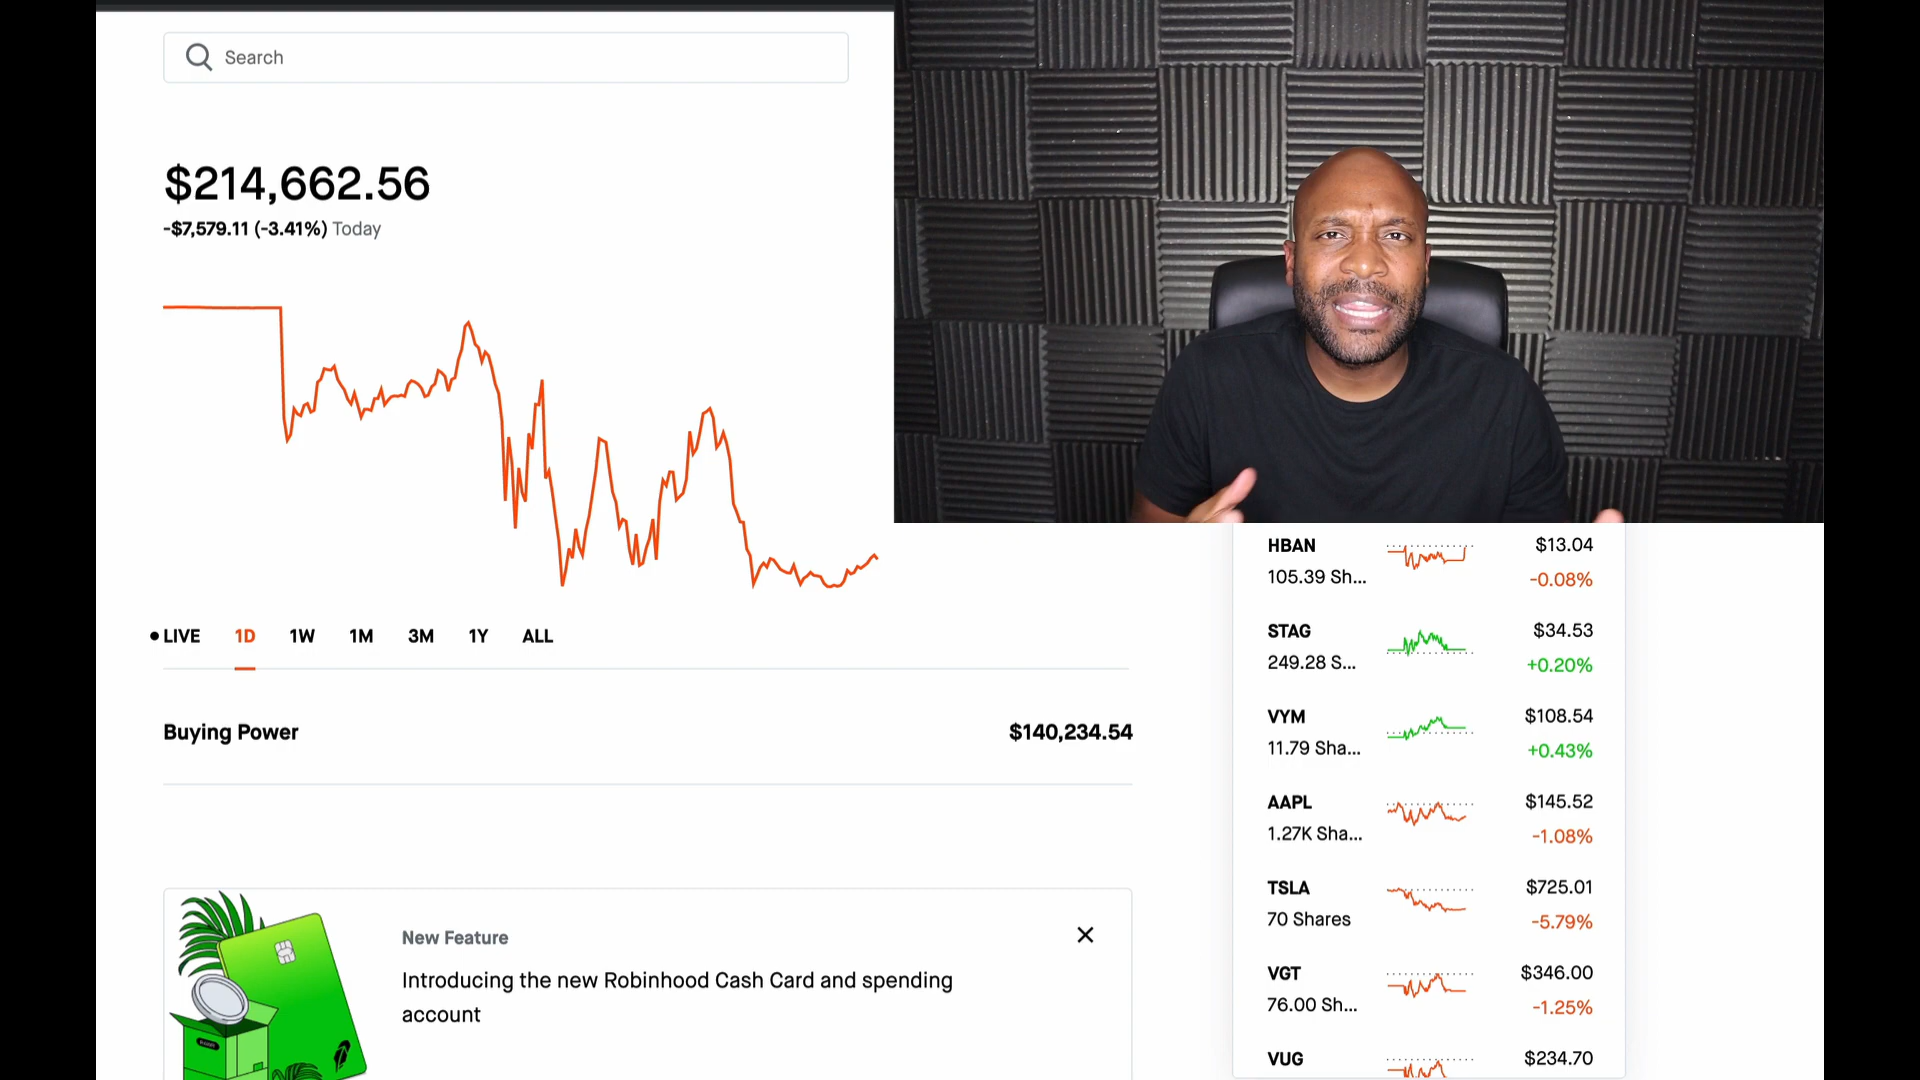 Search
$214,662.56
-$7,579.11 (-3.41%) Today
LIVE 1D 1W 1M 3M 1Y ALL
Buying Power $140,234.54
New Feature
Introducing the new Robinhood Cash Card and spending
account
HBAN $13.04
105.39 Sh... -0.08%
STAG $34.53
249.28 S... +0.20%
VYM $108.54
11.79 Sha... +0.43%
AAPL $145.52
1.27K Sha... -1.08%
TSLA $725.01
70 Shares -5.79%
VGT $346.00
76.00 Sh... -1.25%
VUG $234.70